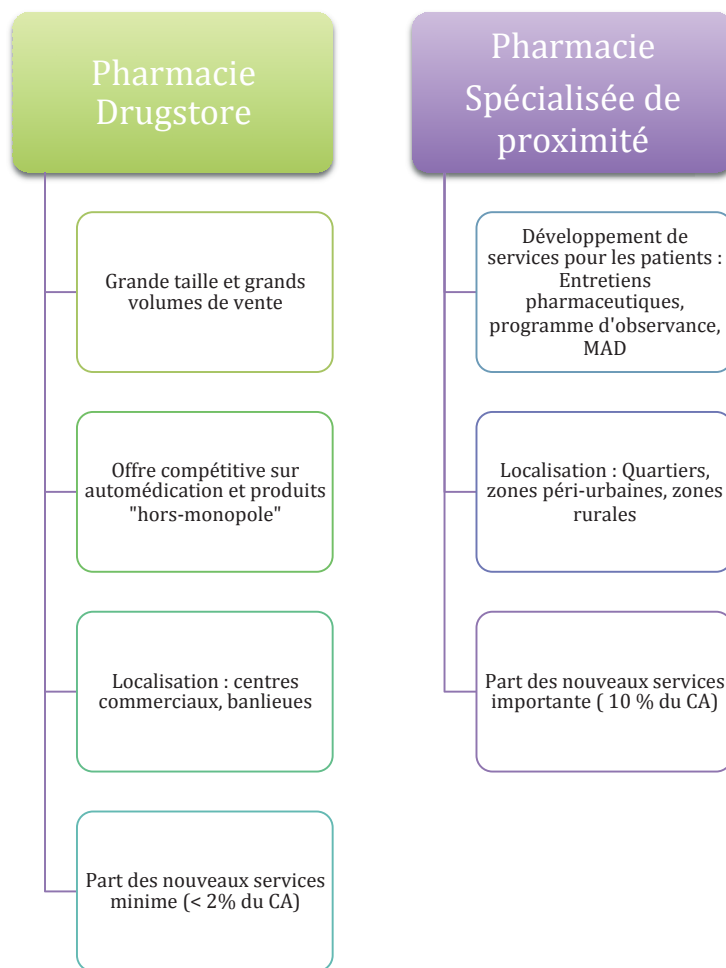 Pharmacie
Drugstore
Grande taille et grands
volumes de vente
Offre compétitive sur
automédication et produits
"hors-monopole"
Localisation : centres
commerciaux, banlieues
Part des nouveaux services
minime (< 2% du CA)
Pharmacie
Spécialisée de
proximité
Développement de
services pour les patients :
Entretiens
pharmaceutiques,
programme d'observance,
MAD
Localisation : Quartiers,
zones péri-urbaines, zones
rurales
Part des nouveaux services
importante ( 10 % du CA)